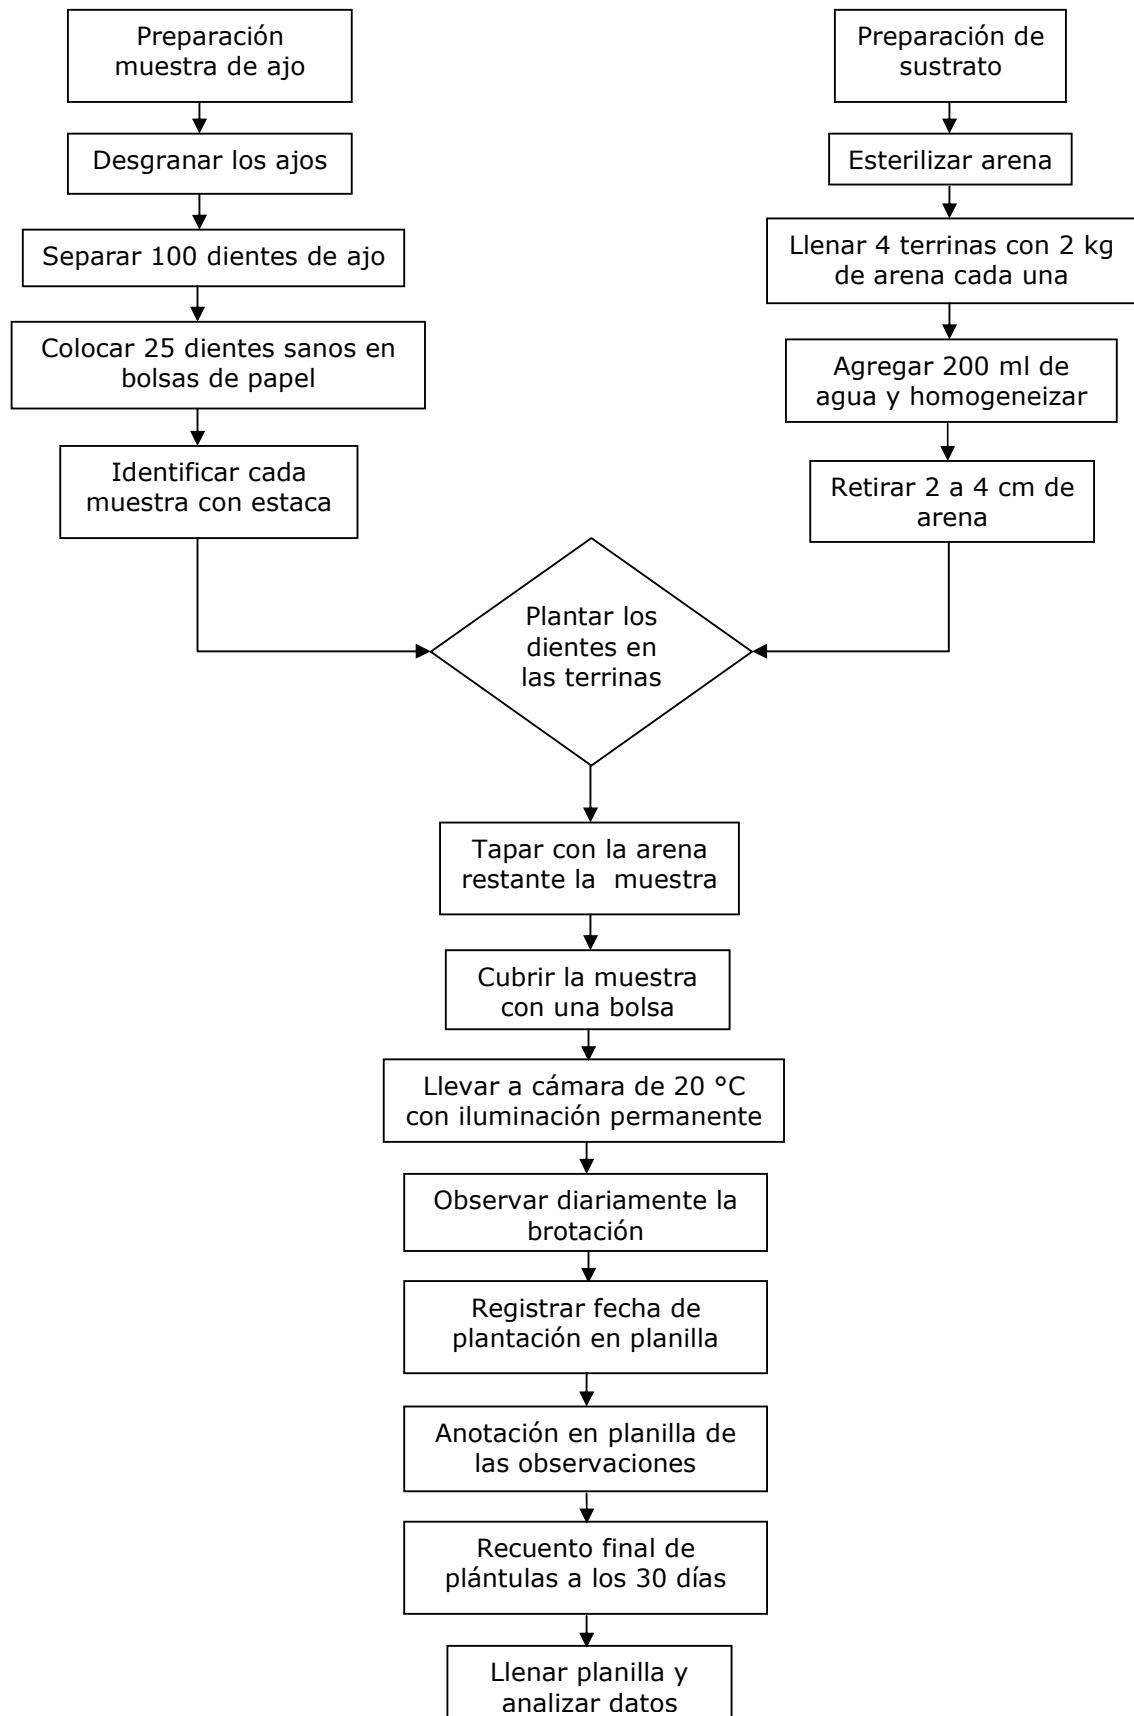 Preparación
muestra de ajo
Desgranar los ajos
Separar 100 dientes de ajo
Colocar 25 dientes sanos en
bolsas de papel
Identificar cada
muestra con estaca
Preparación de
sustrato
Esterilizar arena
Llenar 4 terrinas con 2 kg
de arena cada una
Agregar 200 ml de
agua y homogeneizar
Retirar 2 a 4 cm de
arena
Plantar los
dientes en
las terrinas
Tapar con la arena
restante la  muestra
Cubrir la muestra
con una bolsa
Llevar a cámara de 20 °C
con iluminación permanente
Observar diariamente la
brotación
Registrar fecha de
plantación en planilla
Anotación en planilla de
las observaciones
Recuento final de
plántulas a los 30 días
Llenar planilla y
analizar datos